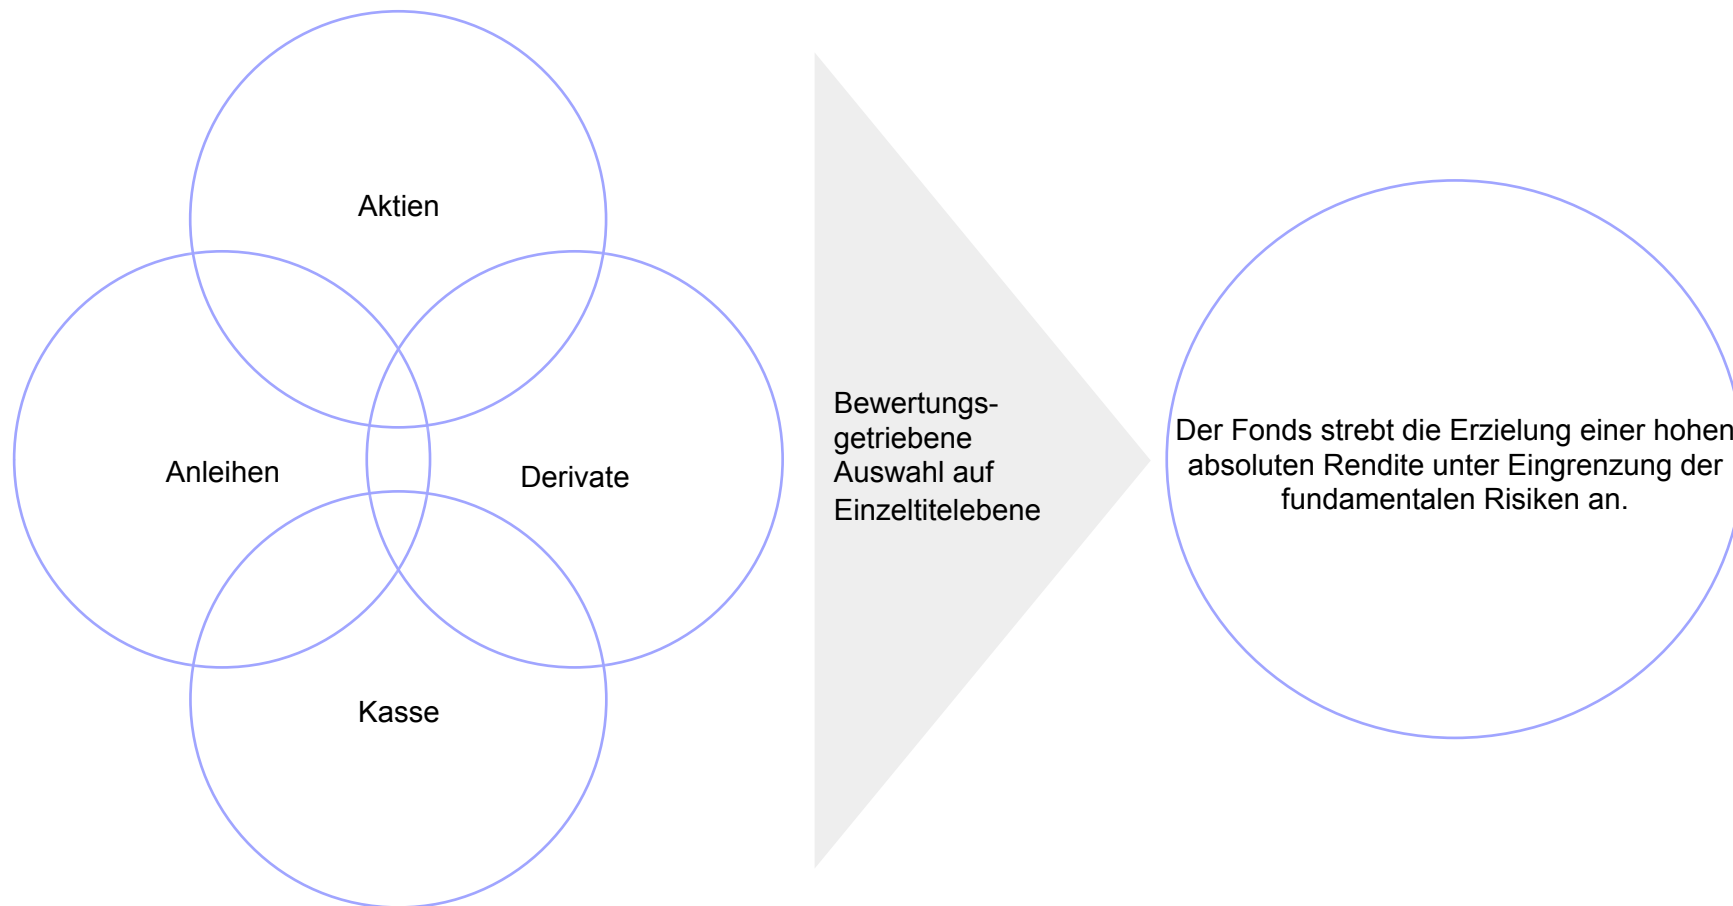 Aktien
Anleihen
Derivate
Kasse
Bewertungs-
getriebene
Auswahl auf
Einzeltitelebene
Der Fonds strebt die Erzielung einer hohen
absoluten Rendite unter Eingrenzung der
fundamentalen Risiken an.